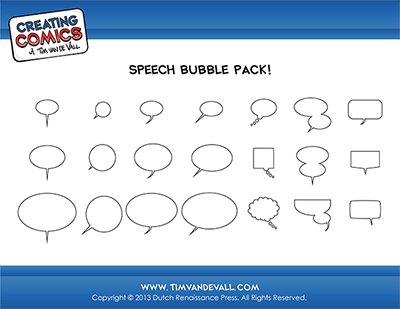 CREATING
COMICS
w/ TIM VAN DE VALL
SPEECH BUBBLE PACK!
WWW.TIMVANDEVALL.COM
Copyright © 2013 Dutch Renaissance Press. All Rights Reserved.